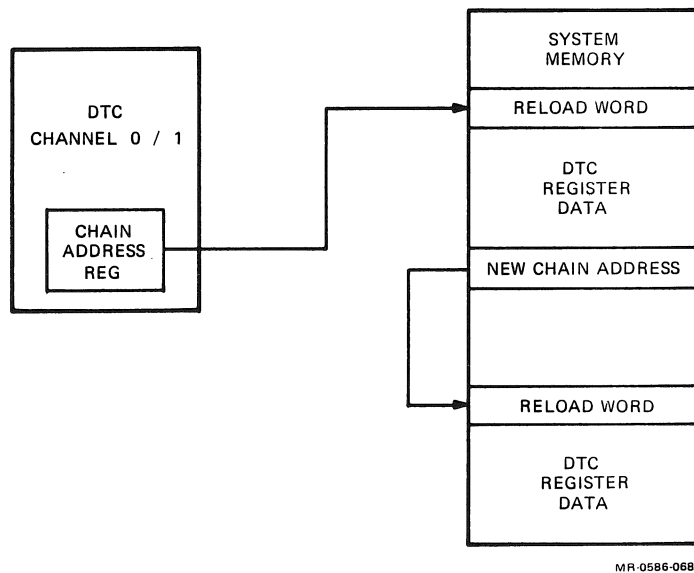 DTC
CHANNEL 0 / 1
CHAIN
ADDRESS
REG
SYSTEM
MEMORY
RELOAD WORD
DTC
REGISTER
DATA
NEW CHAIN ADDRESS
RELOAD WORD
DTC
REGISTER
DATA
MR-0586-068